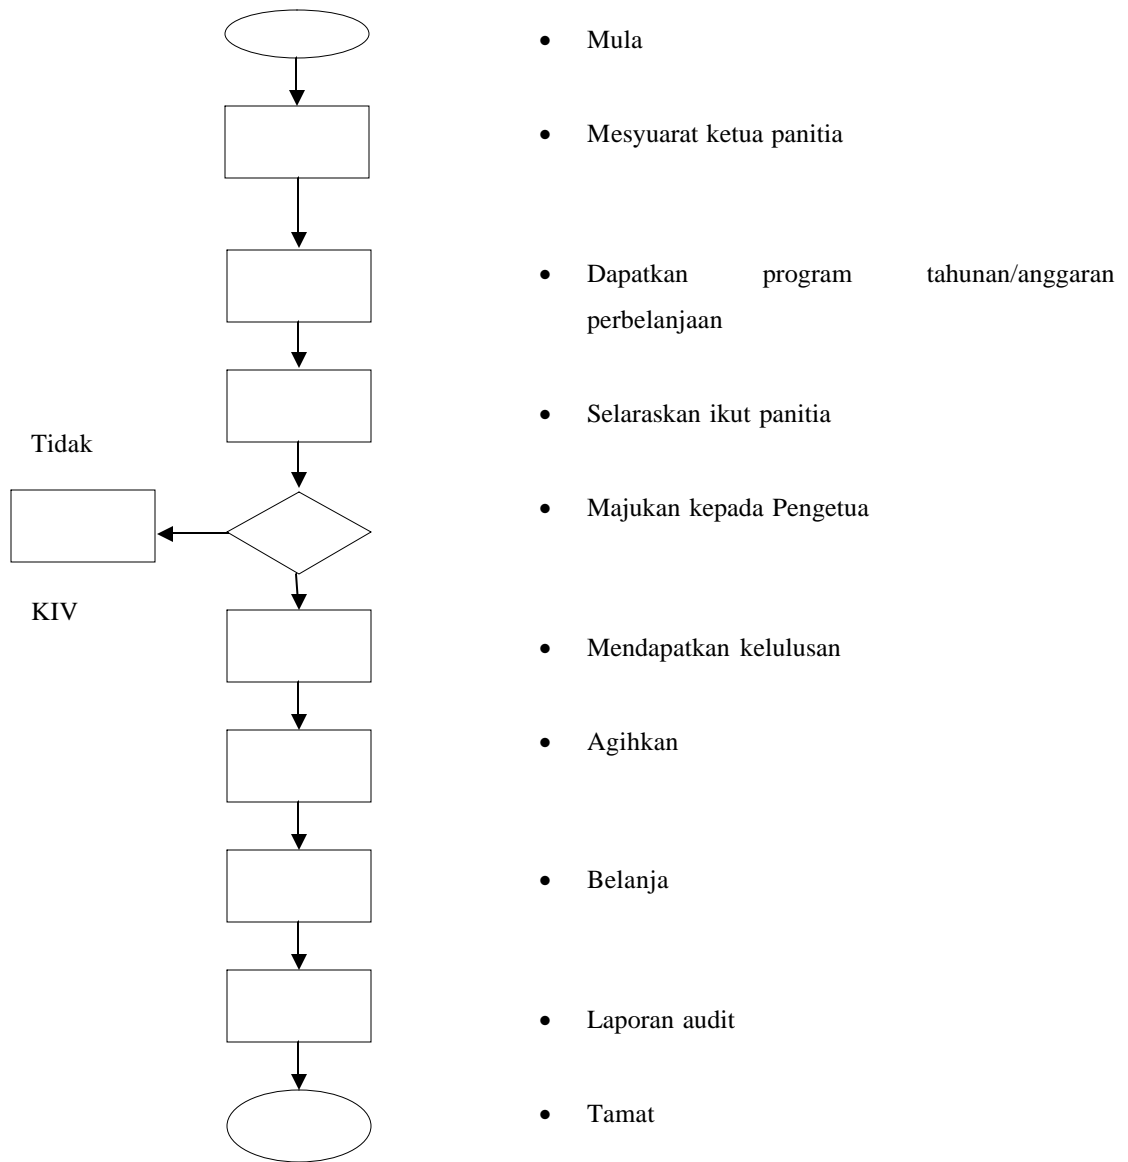 • Mula
• Mesyuarat ketua panitia
• Dapatkan program tahunan/anggaran
perbelanjaan
• Selaraskan ikut panitia
Tidak
• Majukan kepada Pengetua
KIV
• Mendapatkan kelulusan
• Agihkan
• Belanja
• Laporan audit
• Tamat